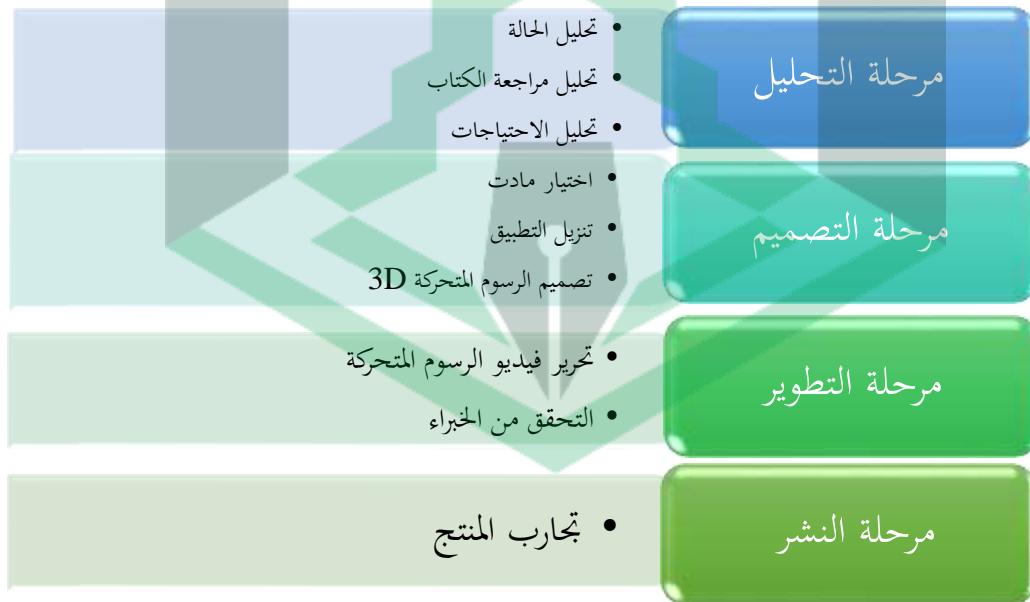 مرحلة التحليل
• تحليل الحالة
• تحليل مراجعة الكتاب
• تحليل الاحتياجات
مرحلة التصميم
• اختيار مادت
• تنزيل التطبيق
• تصميم الرسوم المتحركة 3D
مرحلة التطوير
• تحرير فيديو الرسوم المتحركة
• التحقق من الخبراء
مرحلة النشر
• تجارب المنتج